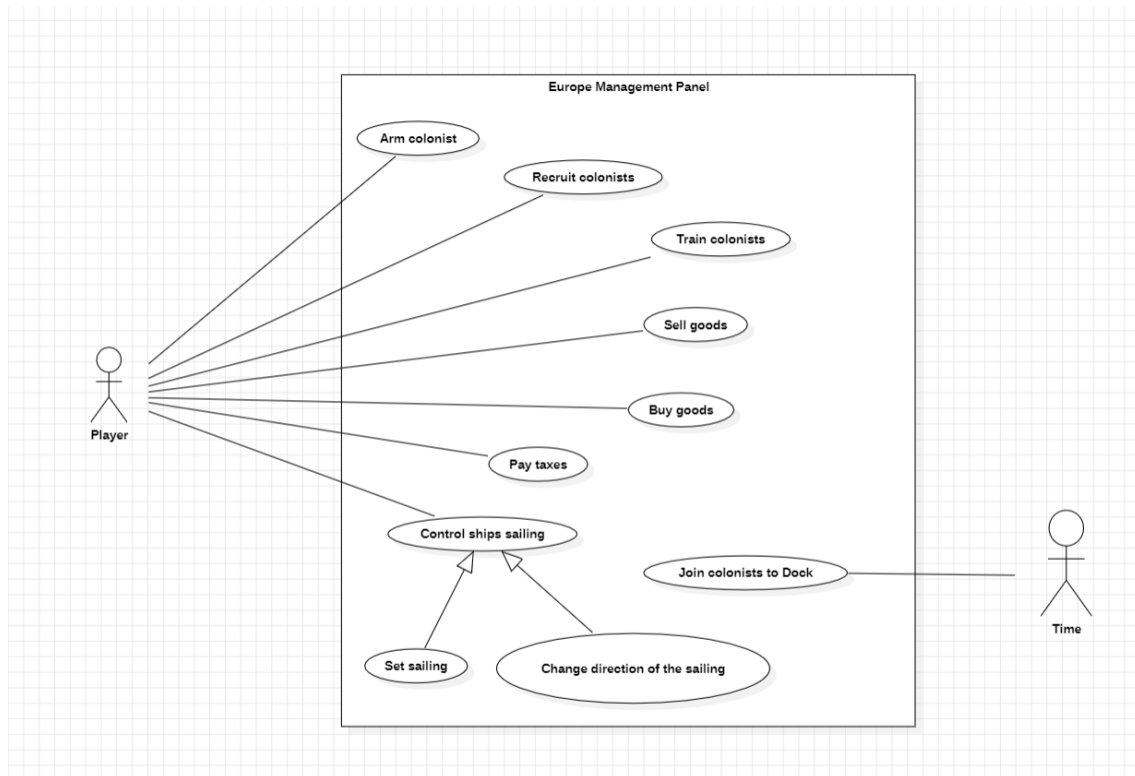 Europe Management Panel
Arm colonist
Recruit colonists
Train colonists
Sell goods
Buy goods
Player
Pay taxes
Control ships sailing
Join colonists to Dock
Time
Set sailing
Change direction of the sailing